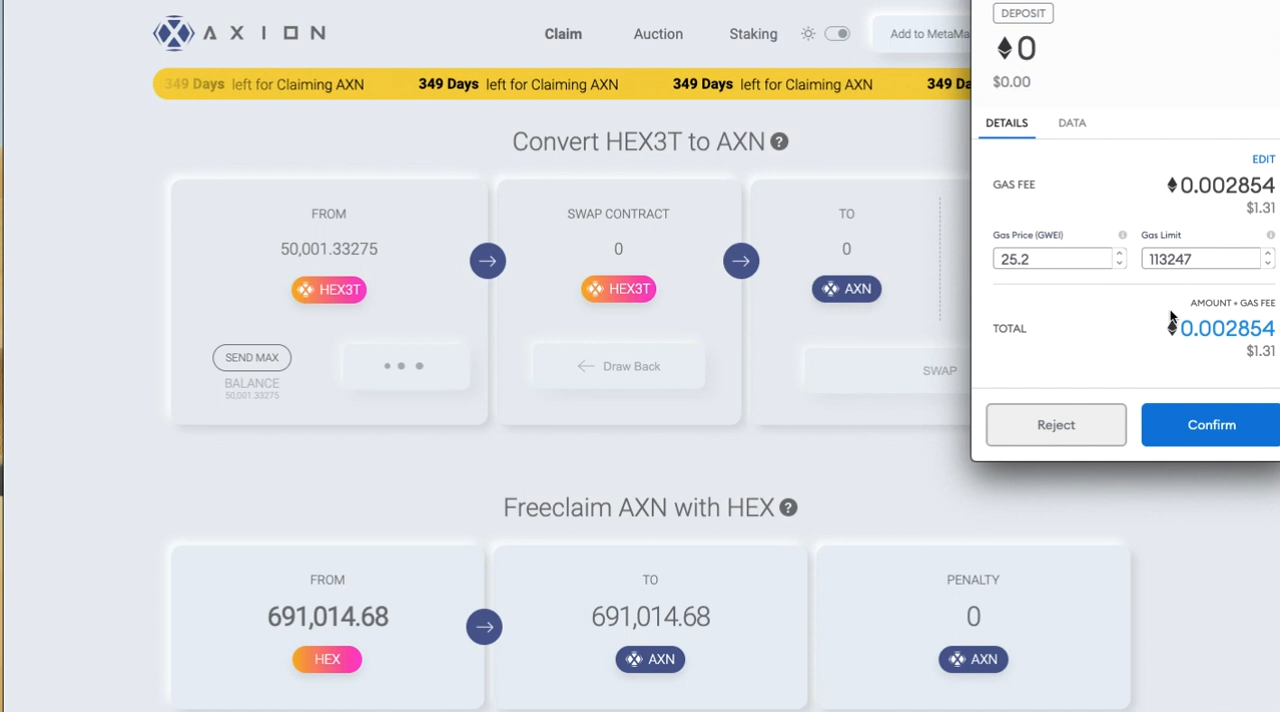 AXION
Claim
Auction
Staking
Add to MetaMa
349 Days left for Claiming AXN
349 Days left for Claiming AXN
349 Days left for Claiming AXN
349 Da
Convert HEX3T to AXN ?
FROM
50,001.33275
HEX3T
SEND MAX
BALANCE
50,001.33275
SWAP CONTRACT
0
HEX3T
Draw Back
TO
0
AXN
SWAP
DEPOSIT
0
$0.00
DETAILS
DATA
EDIT
GAS FEE
0.002854
$1.31
Gas Price (GWEI)
Gas Limit
25.2
113247
AMOUNT + GAS FEE
TOTAL
0.002854
$1.31
Reject
Confirm
Freeclaim AXN with HEX ?
FROM
691,014.68
HEX
TO
691,014.68
AXN
PENALTY
0
AXN